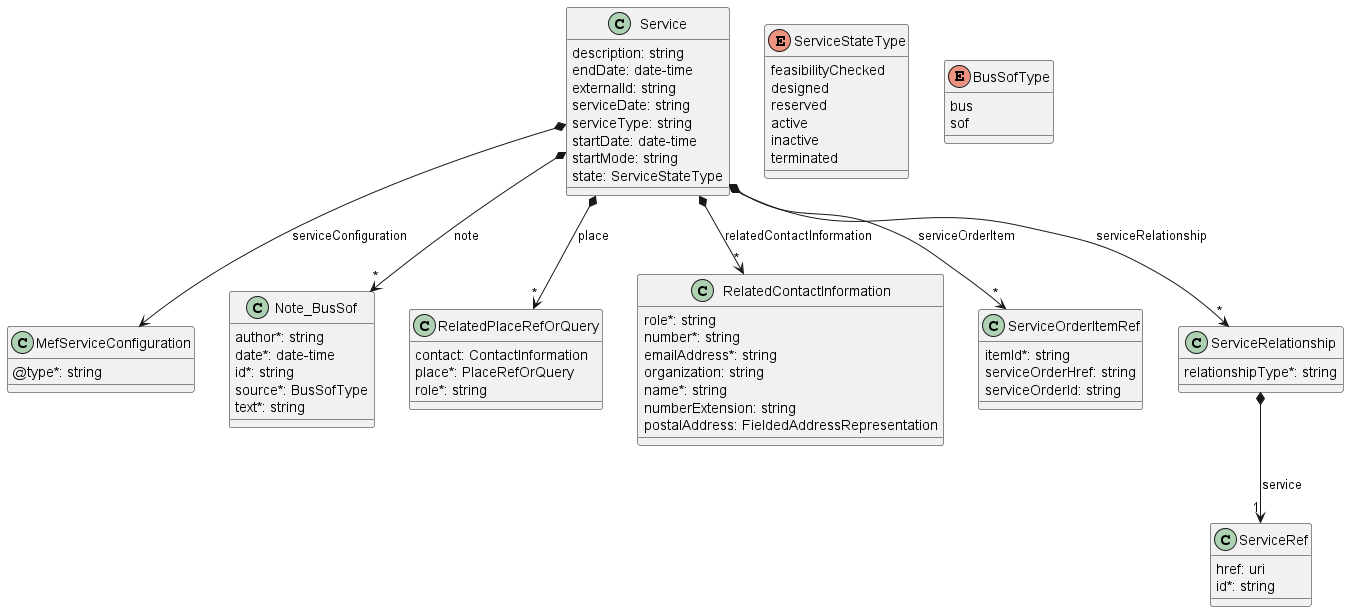 C Service
description: string
endDate: date-time
externalId: string
serviceDate: string
serviceType: string
startDate: date-time
startMode: string
state: ServiceStateType
E ServiceStateType
feasibilityChecked
designed
reserved
active
inactive
terminated
E BusSofType
bus
sof
serviceConfiguration
note
place
relatedContactInformation
serviceOrderItem
serviceRelationship
*
*
*
*
*
C MefServiceConfiguration
@type*: string
C Note_BusSof
author*: string
date*: date-time
id*: string
source*: BusSofType
text*: string
C RelatedPlaceRefOrQuery
contact: ContactInformation
place*: PlaceRefOrQuery
role*: string
C RelatedContactInformation
role*: string
number*: string
emailAddress*: string
organization: string
name*: string
numberExtension: string
postalAddress: FieldedAddressRepresentation
C ServiceOrderItemRef
itemId*: string
serviceOrderHref: string
serviceOrderId: string
C ServiceRelationship
relationshipType*: string
service
1
C ServiceRef
href: uri
id*: string